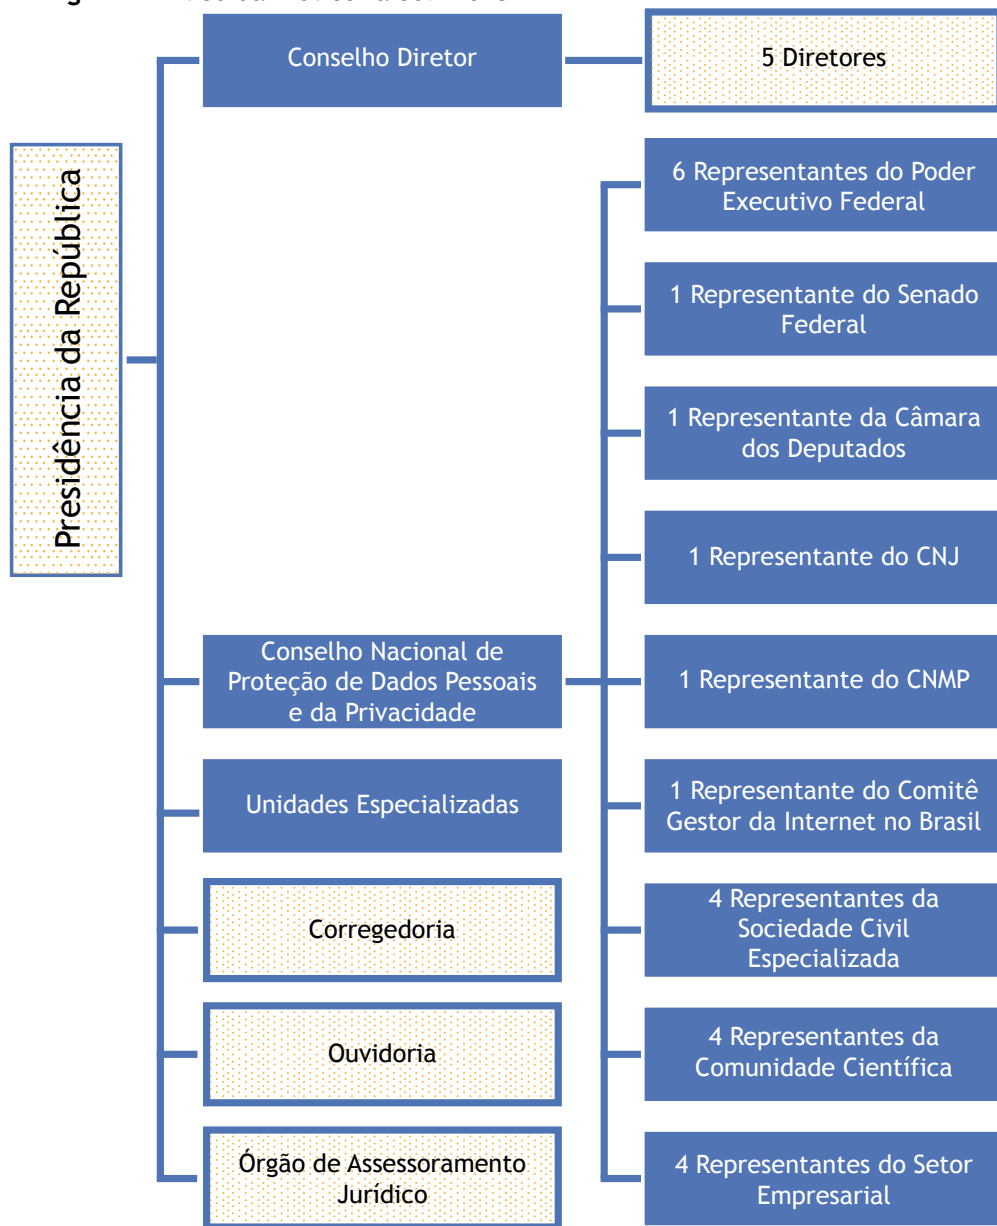 Conselho Diretor
5 Diretores
Presidência da República
6 Representantes do Poder
Executivo Federal
1 Representante do Senado
Federal
1 Representante da Câmara
dos Deputados
1 Representante do CNJ
Conselho Nacional de
Proteção de Dados Pessoais
e da Privacidade
1 Representante do CNMP
Unidades Especializadas
1 Representante do Comitê
Gestor da Internet no Brasil
Corregedoria
4 Representantes da
Sociedade Civil
Especializada
Ouvidoria
4 Representantes da
Comunidade Científica
Órgão de Assessoramento
Jurídico
4 Representantes do Setor
Empresarial